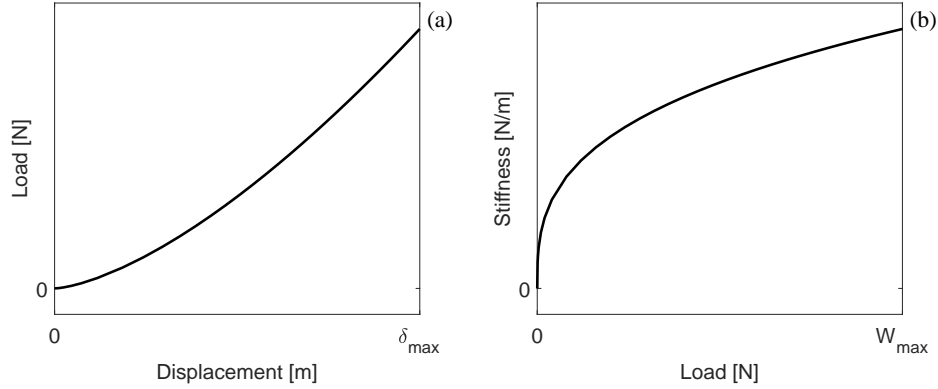 (a)
Load [N]
0
0
δmax
Displacement [m]
(b)
Stiffness [N/m]
0
0
Wmax
Load [N]